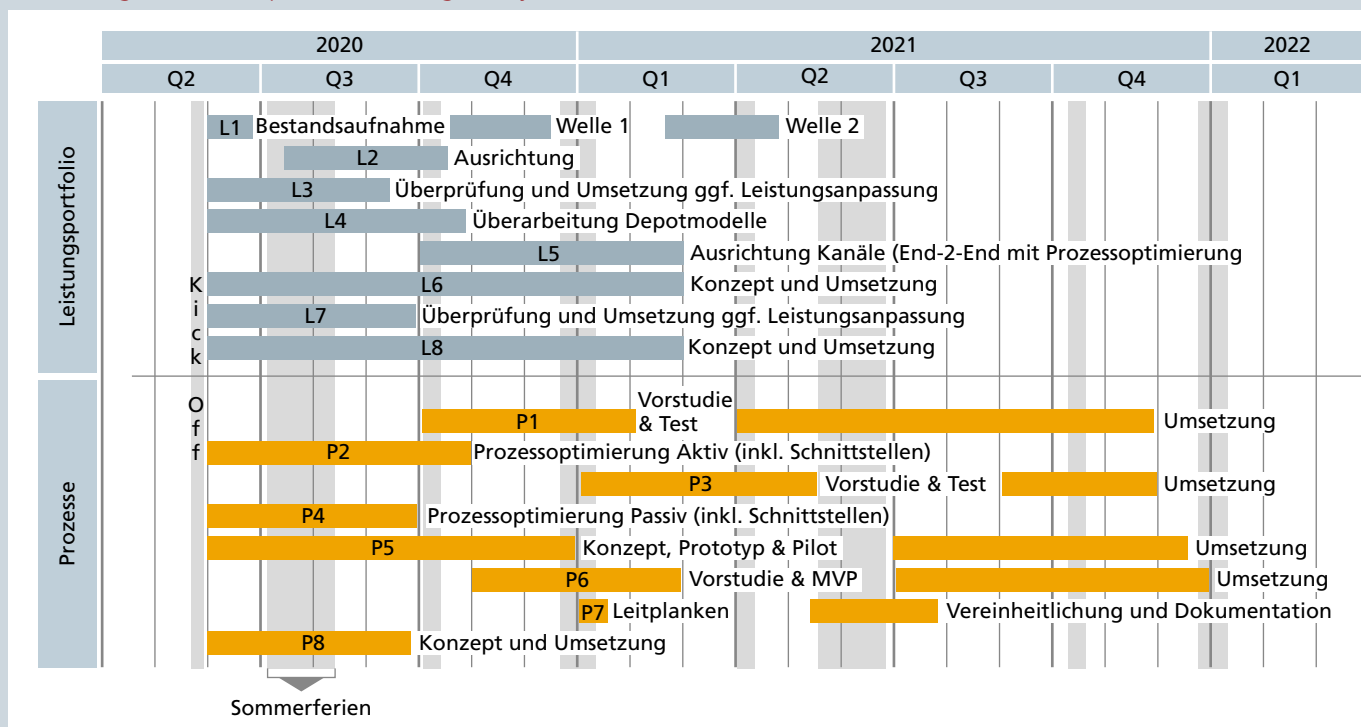 2020 2021 2022
Q2 Q3 Q4 Q1 Q2 Q3 Q4 Q1
Leistungsportfolio
L1 Bestandsaufnahme Welle 1 Welle 2
L2 Ausrichtung
L3 Überprüfung und Umsetzung ggf. Leistungsanpassung
L4 Überarbeitung Depotmodelle
L5 Ausrichtung Kanäle (End-2-End mit Prozessoptimierung
L6 Konzept und Umsetzung
L7 Überprüfung und Umsetzung ggf. Leistungsanpassung
L8 Konzept und Umsetzung
Kick
Off
Prozesse
P1 Vorstudie
& Test Umsetzung
P2 Prozessoptimierung Aktiv (inkl. Schnittstellen)
P3 Vorstudie & Test Umsetzung
P4 Prozessoptimierung Passiv (inkl. Schnittstellen)
P5 Konzept, Prototyp & Pilot Umsetzung
P6 Vorstudie & MVP Umsetzung
P7 Leitplanken Vereinheitlichung und Dokumentation
P8 Konzept und Umsetzung
Sommerferien